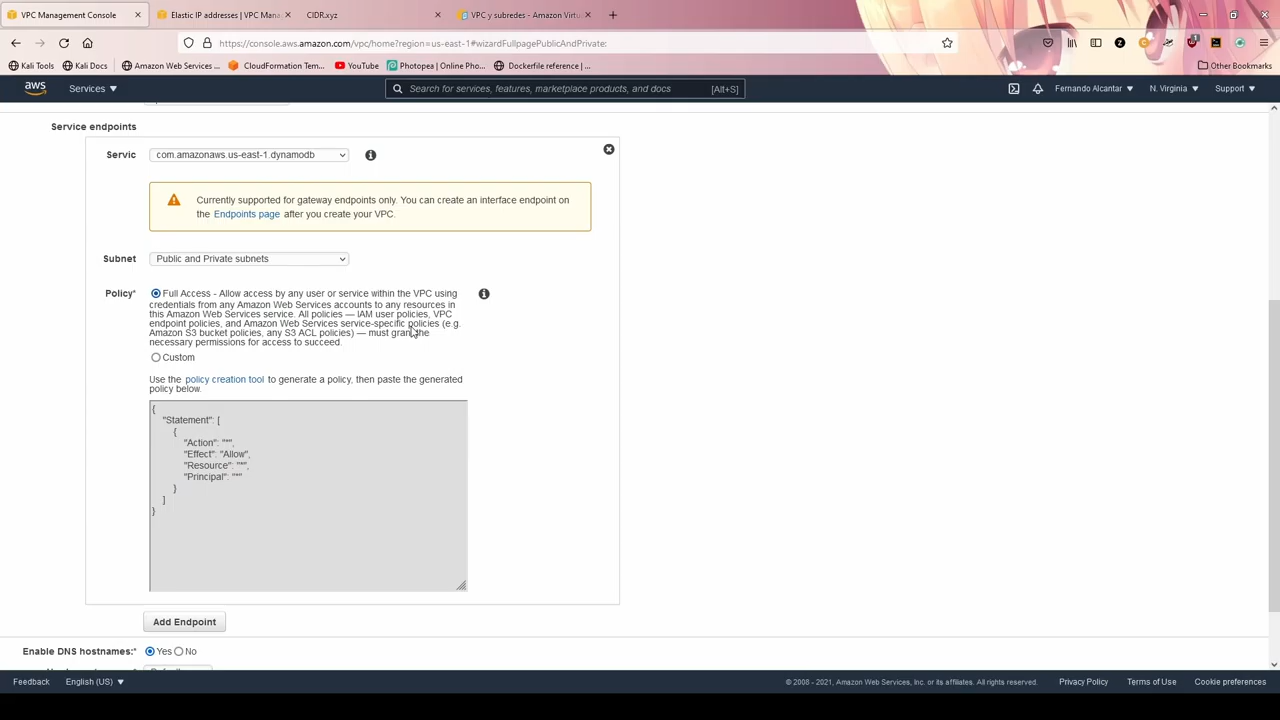 VPC Management Console
Elastic IP addresses | VPC Mana
CIDR.xyz
VPC y subredes - Amazon Virtu
https://console.aws.amazon.com/vpc/home?region=us-east-1#wizardFullpagePublicAndPrivate:
Kali Tools
Kali Docs
Amazon Web Services ...
CloudFormation Tem...
YouTube
Photopea | Online Pho...
Dockerfile reference | ...
Other Bookmarks
aws
Services
Search for services, features, marketplace products, and docs
[Alt+S]
Fernando Alcantar
N. Virginia
Support
Service endpoints
Servic
com.amazonaws.us-east-1.dynamodb
Currently supported for gateway endpoints only. You can create an interface endpoint on
the Endpoints page after you create your VPC.
Subnet
Public and Private subnets
Policy*
Full Access - Allow access by any user or service within the VPC using
credentials from any Amazon Web Services accounts to any resources in
this Amazon Web Services service. All policies — IAM user policies, VPC
endpoint policies, and Amazon Web Services service-specific policies (e.g.
Amazon S3 bucket policies, any S3 ACL policies) — must grant the
necessary permissions for access to succeed.
Custom
Use the policy creation tool to generate a policy, then paste the generated
policy below.
{
"Statement": [
{
"Action": "*",
"Effect": "Allow",
"Resource": "*",
"Principal": "*"
}
]
}
Add Endpoint
Enable DNS hostnames:*
Yes
No
Feedback
English (US)
© 2008 - 2021, Amazon Web Services, Inc. or its affiliates. All rights reserved.
Privacy Policy
Terms of Use
Cookie preferences